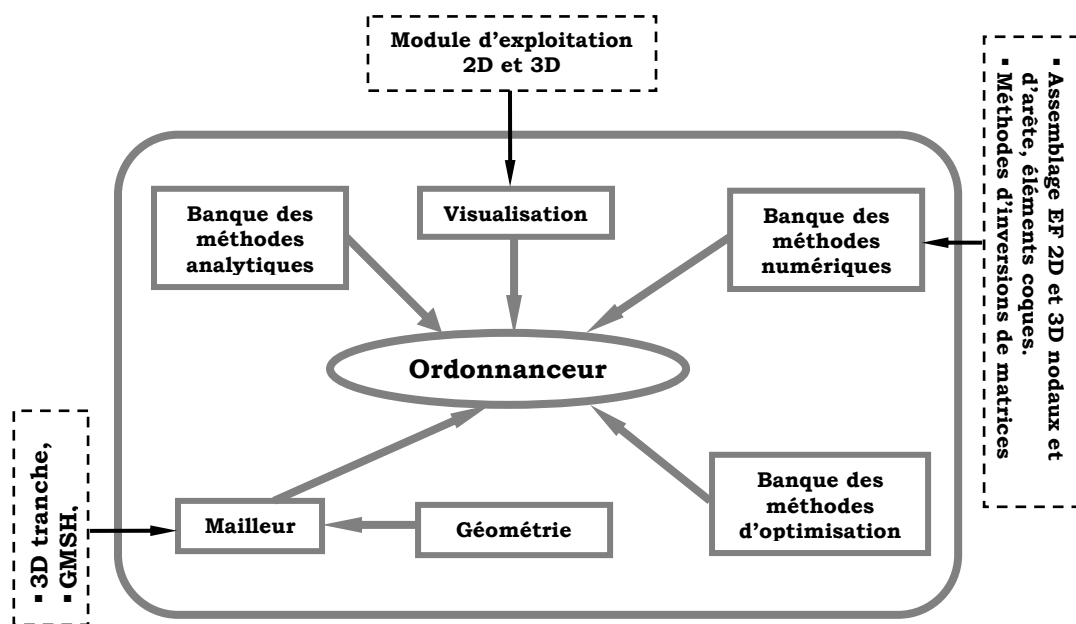 Module d’exploitation
2D et 3D
▪ Assemblage EF 2D et 3D nodaux et
d’arête, éléments coques.
▪ Méthodes d’inversions de matrices
Banque des
méthodes
analytiques
Visualisation
Banque des
méthodes
numériques
Ordonnanceur
▪ 3D tranche,
▪ GMSH,
Mailleur
Géométrie
Banque des
méthodes
d’optimisation